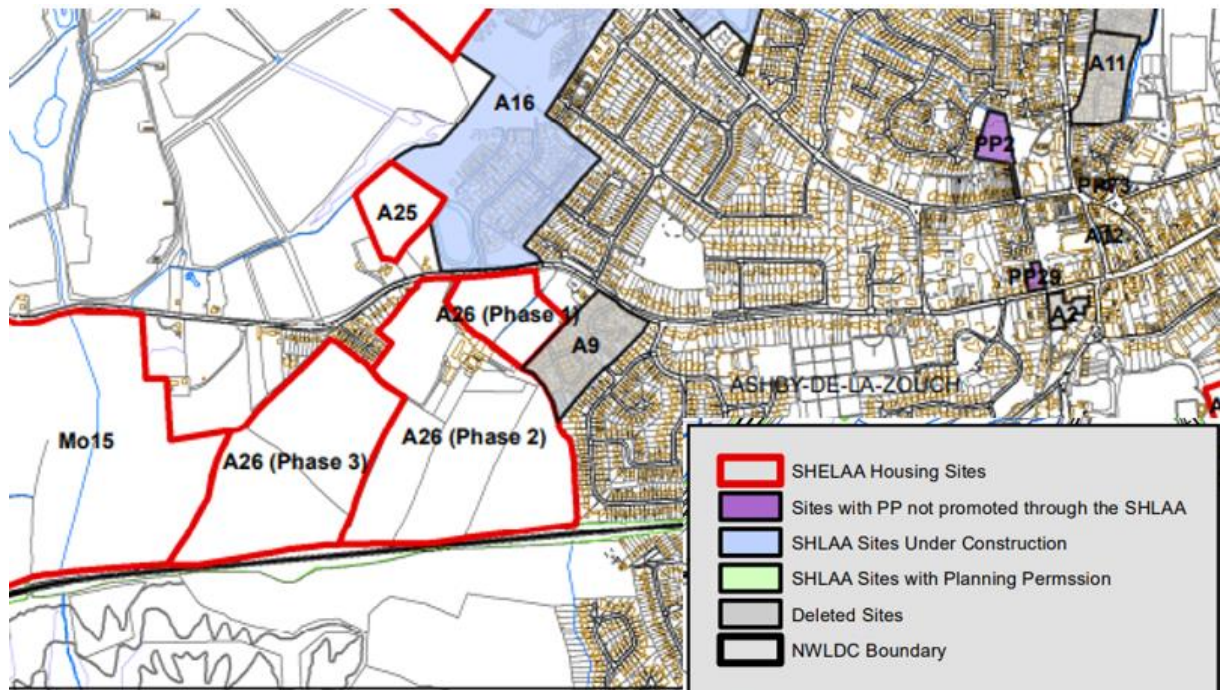 A16
A11
PP2
A25
A12
PP29
A26 (Phase 1)
A2
A9
ASHBY-DE-LA-ZOUCH
Mo15
A26 (Phase 3)
A26 (Phase 2)
SHELAA Housing Sites
Sites with PP not promoted through the SHLAA
SHLAA Sites Under Construction
SHLAA Sites with Planning Permssion
Deleted Sites
NWLDC Boundary